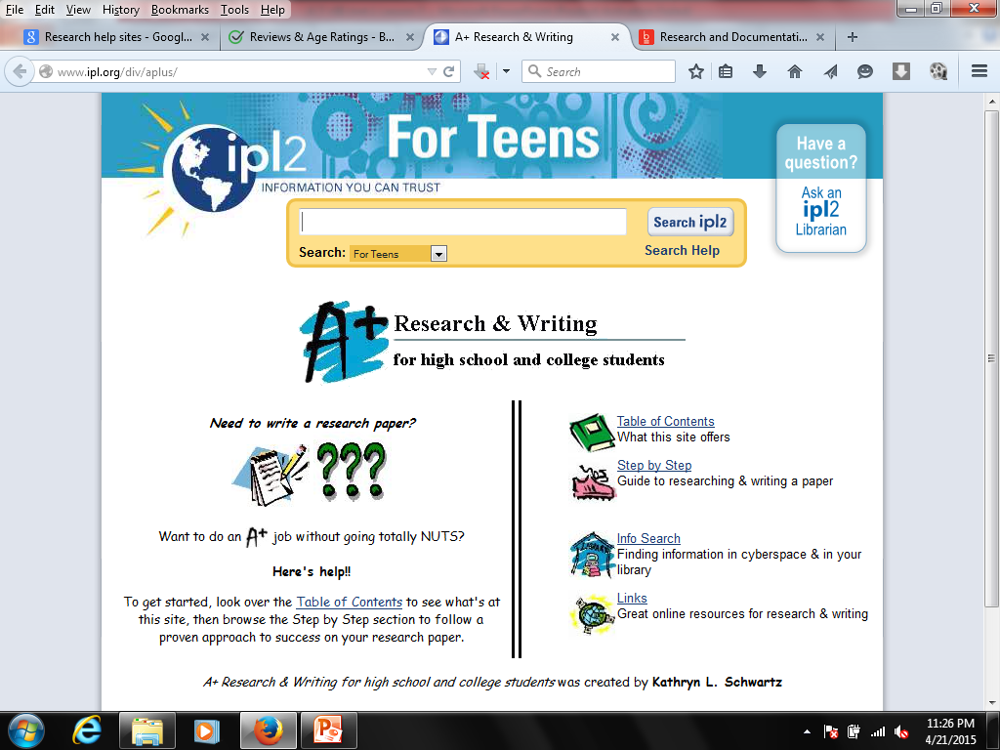 File Edit View History Bookmarks Tools Help
Research help sites - Googl... × Reviews & Age Ratings - B... × A+ Research & Writing × Research and Documentati... × +
www.ipl.org/div/aplus/ Search
ipl2 For Teens
INFORMATION YOU CAN TRUST
Have a
question?
Ask an
ipl2
Librarian
Search ipl2
Search: For Teens Search Help
A+ Research & Writing
for high school and college students
Need to write a research paper?
???
Want to do an A+ job without going totally NUTS?
Here's help!!
To get started, look over the Table of Contents to see what's at
this site, then browse the Step by Step section to follow a
proven approach to success on your research paper.
Table of Contents
What this site offers
Step by Step
Guide to researching & writing a paper
Info Search
Finding information in cyberspace & in your
library
Links
Great online resources for research & writing
A+ Research & Writing for high school and college students was created by Kathryn L. Schwartz
11:26 PM
4/21/2015